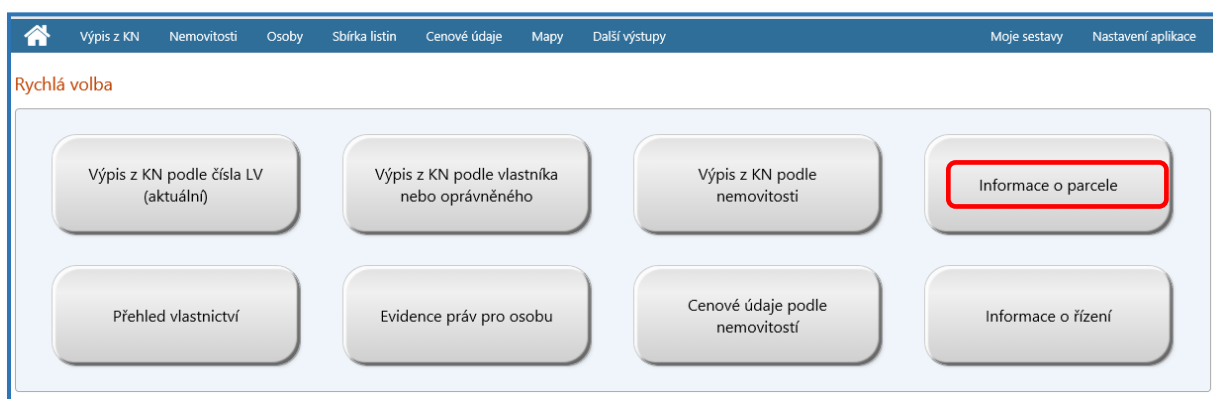 Výpis z KN Nemovitosti Osoby Sbírka listin Cenové údaje Mapy Další výstupy Moje sestavy Nastavení aplikace
Rychlá volba
Výpis z KN podle čísla LV
(aktuální)
Výpis z KN podle vlastníka
nebo oprávněného
Výpis z KN podle
nemovitosti
Informace o parcele
Přehled vlastnictví
Evidence práv pro osobu
Cenové údaje podle
nemovitostí
Informace o řízení